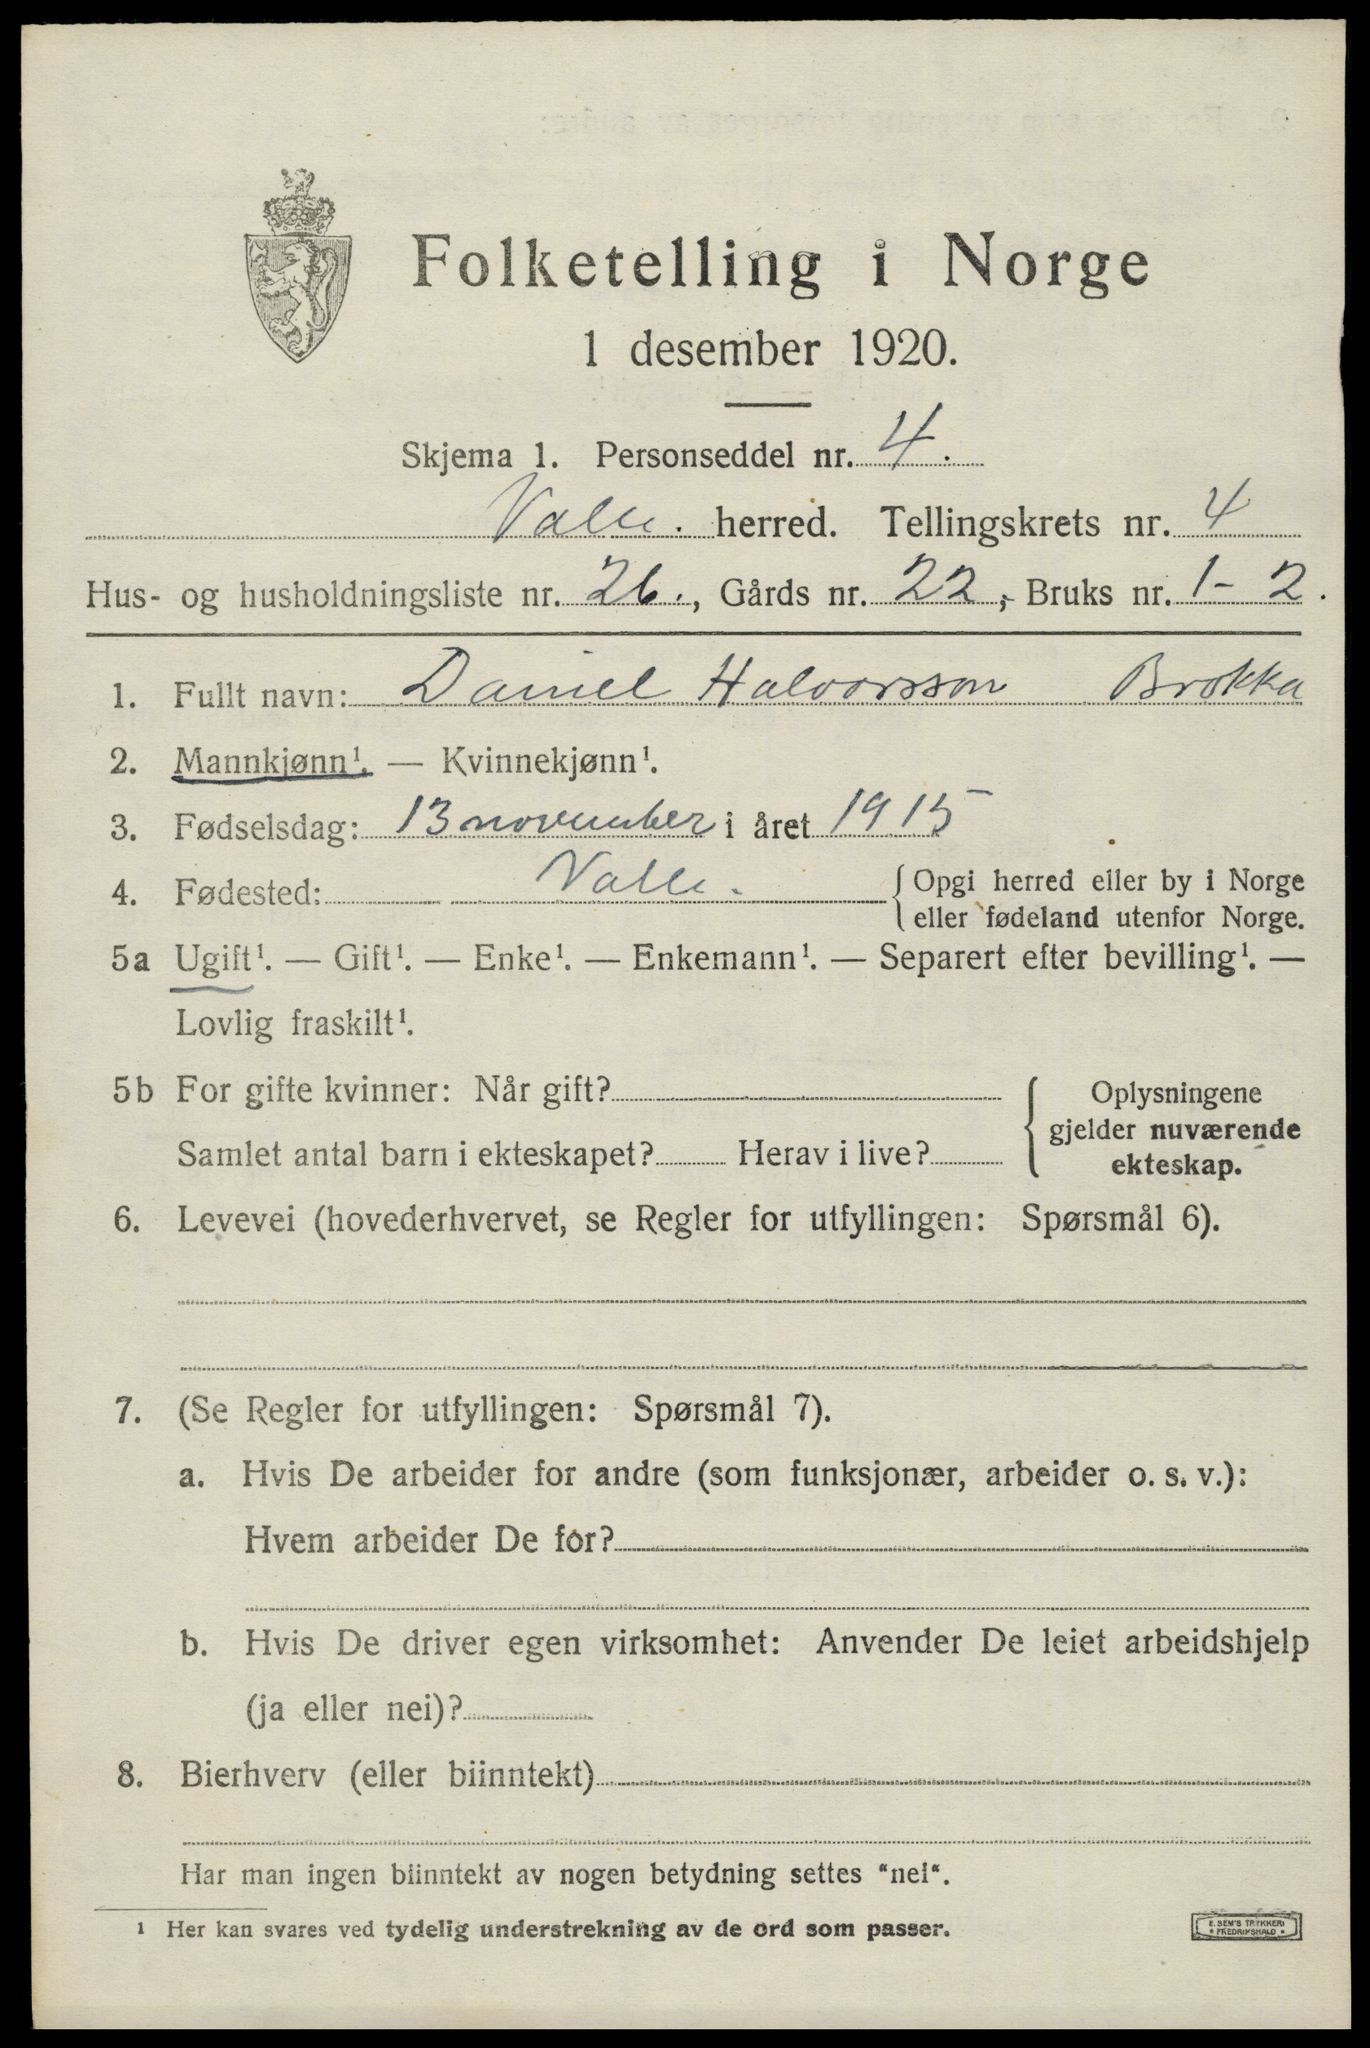 Folketelling i Norge
1 desember 1920.
Skjema 1. Personseddel nr. 4.
Valle. herred. Tellingskrets nr. 4
Hus- og husholdningsliste nr. 26., Gårds nr. 22, Bruks nr. 1-2.
1. Fullt navn: Daniel Halvorsson Brokka
2. Mannkjønn¹. — Kvinnekjønn¹.
3. Fødselsdag: 13 november i året 1915
4. Fødested: Valle. { Opgi herred eller by i Norge
eller fødeland utenfor Norge.
5a Ugift¹. — Gift¹. — Enke¹. — Enkemann¹. — Separert efter bevilling¹. —
Lovlig fraskilt¹.
5b For gifte kvinner: Når gift? { Oplysningene
gjelder nuværende
ekteskap.
Samlet antal barn i ekteskapet? Herav i live?
6. Levevei (hovederhvervet, se Regler for utfyllingen: Spørsmål 6).
7. (Se Regler for utfyllingen: Spørsmål 7).
a. Hvis De arbeider for andre (som funksjonær, arbeider o. s. v.):
Hvem arbeider De for?
b. Hvis De driver egen virksomhet: Anvender De leiet arbeidshjelp
(ja eller nei)?
8. Bierhverv (eller biinntekt)
Har man ingen biinntekt av nogen betydning settes "nei".
¹ Her kan svares ved tydelig understrekning av de ord som passer.
E. SEM'S TRYKKERI
* FREDRIKSHALD *